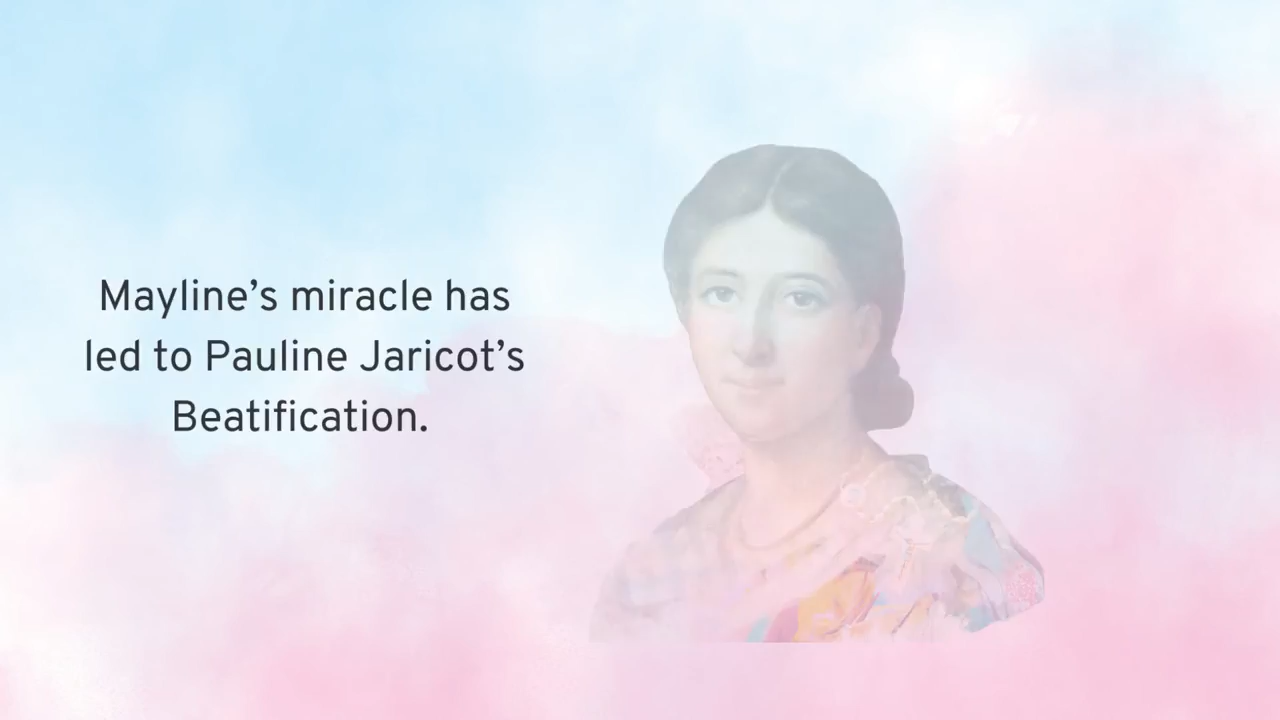 Mayline’s miracle has
led to Pauline Jaricot’s
Beatification.